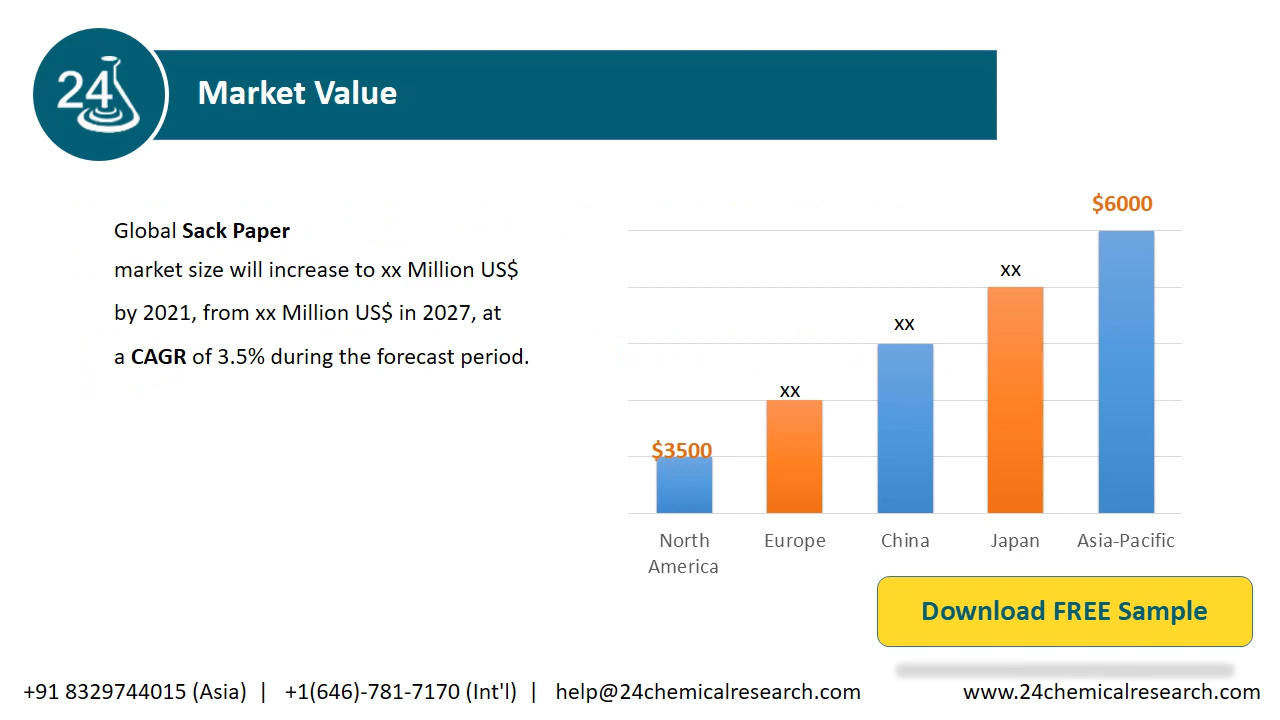 24
Market Value
Global Sack Paper
market size will increase to xx Million US$
by 2021, from xx Million US$ in 2027, at
a CAGR of 3.5% during the forecast period.
$6000
xx
xx
xx
$3500
North
America
Europe
China
Japan
Asia-Pacific
Download FREE Sample
+91 8329744015 (Asia) | +1(646)-781-7170 (Int'l) | help@24chemicalresearch.com
www.24chemicalresearch.com